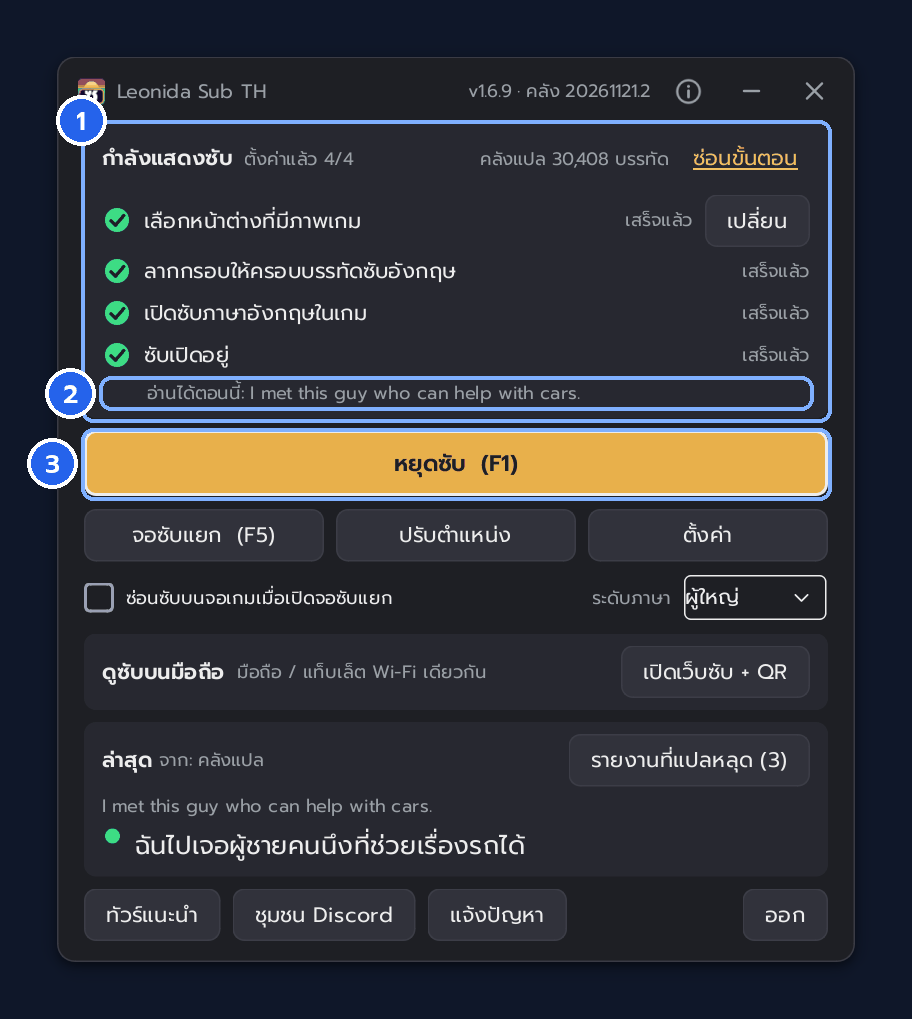 Leonida Sub TH v1.6.9 · คลัง 20261121.2
1
กำลังแสดงซับ ตั้งค่าแล้ว 4/4 คลังแปล 30,408 บรรทัด ซ่อนขั้นตอน
เลือกหน้าต่างที่มีภาพเกม เสร็จแล้ว เปลี่ยน
ลากกรอบให้ครอบบรรทัดซับอังกฤษ เสร็จแล้ว
เปิดซับภาษาอังกฤษในเกม เสร็จแล้ว
ซับเปิดอยู่ เสร็จแล้ว
2 อ่านได้ตอนนี้: I met this guy who can help with cars.
3 หยุดซับ (F1)
จอซับแยก (F5) ปรับตำแหน่ง ตั้งค่า
ซ่อนซับบนจอเกมเมื่อเปิดจอซับแยก ระดับภาษา ผู้ใหญ่
ดูซับบนมือถือ มือถือ / แท็บเล็ต Wi-Fi เดียวกัน เปิดเว็บซับ + QR
ล่าสุด จาก: คลังแปล รายงานที่แปลหลุด (3)
I met this guy who can help with cars.
ฉันไปเจอผู้ชายคนนึงที่ช่วยเรื่องรถได้
ทัวร์แนะนำ ชุมชน Discord แจ้งปัญหา ออก